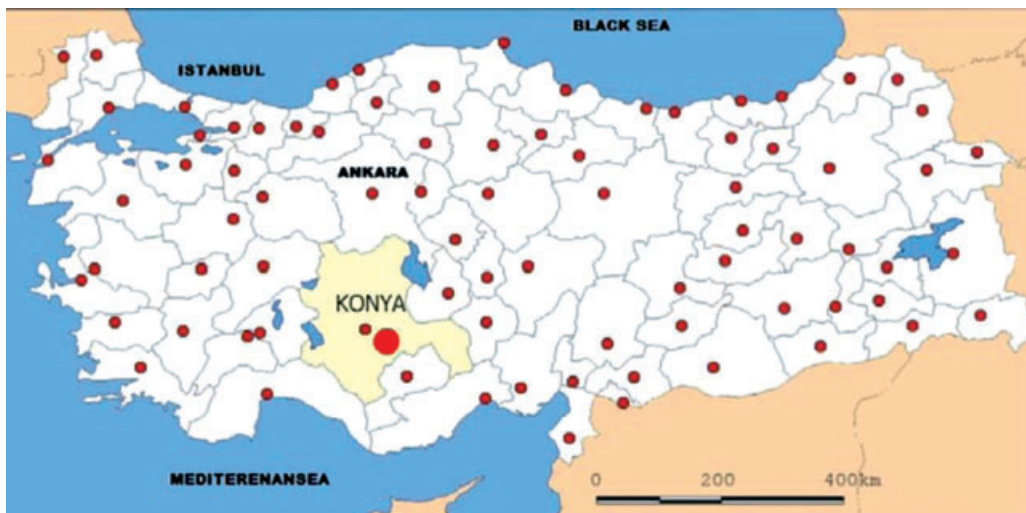 BLACK SEA
ISTANBUL
ANKARA
KONYA
MEDITERENANSEA
0 200 400km